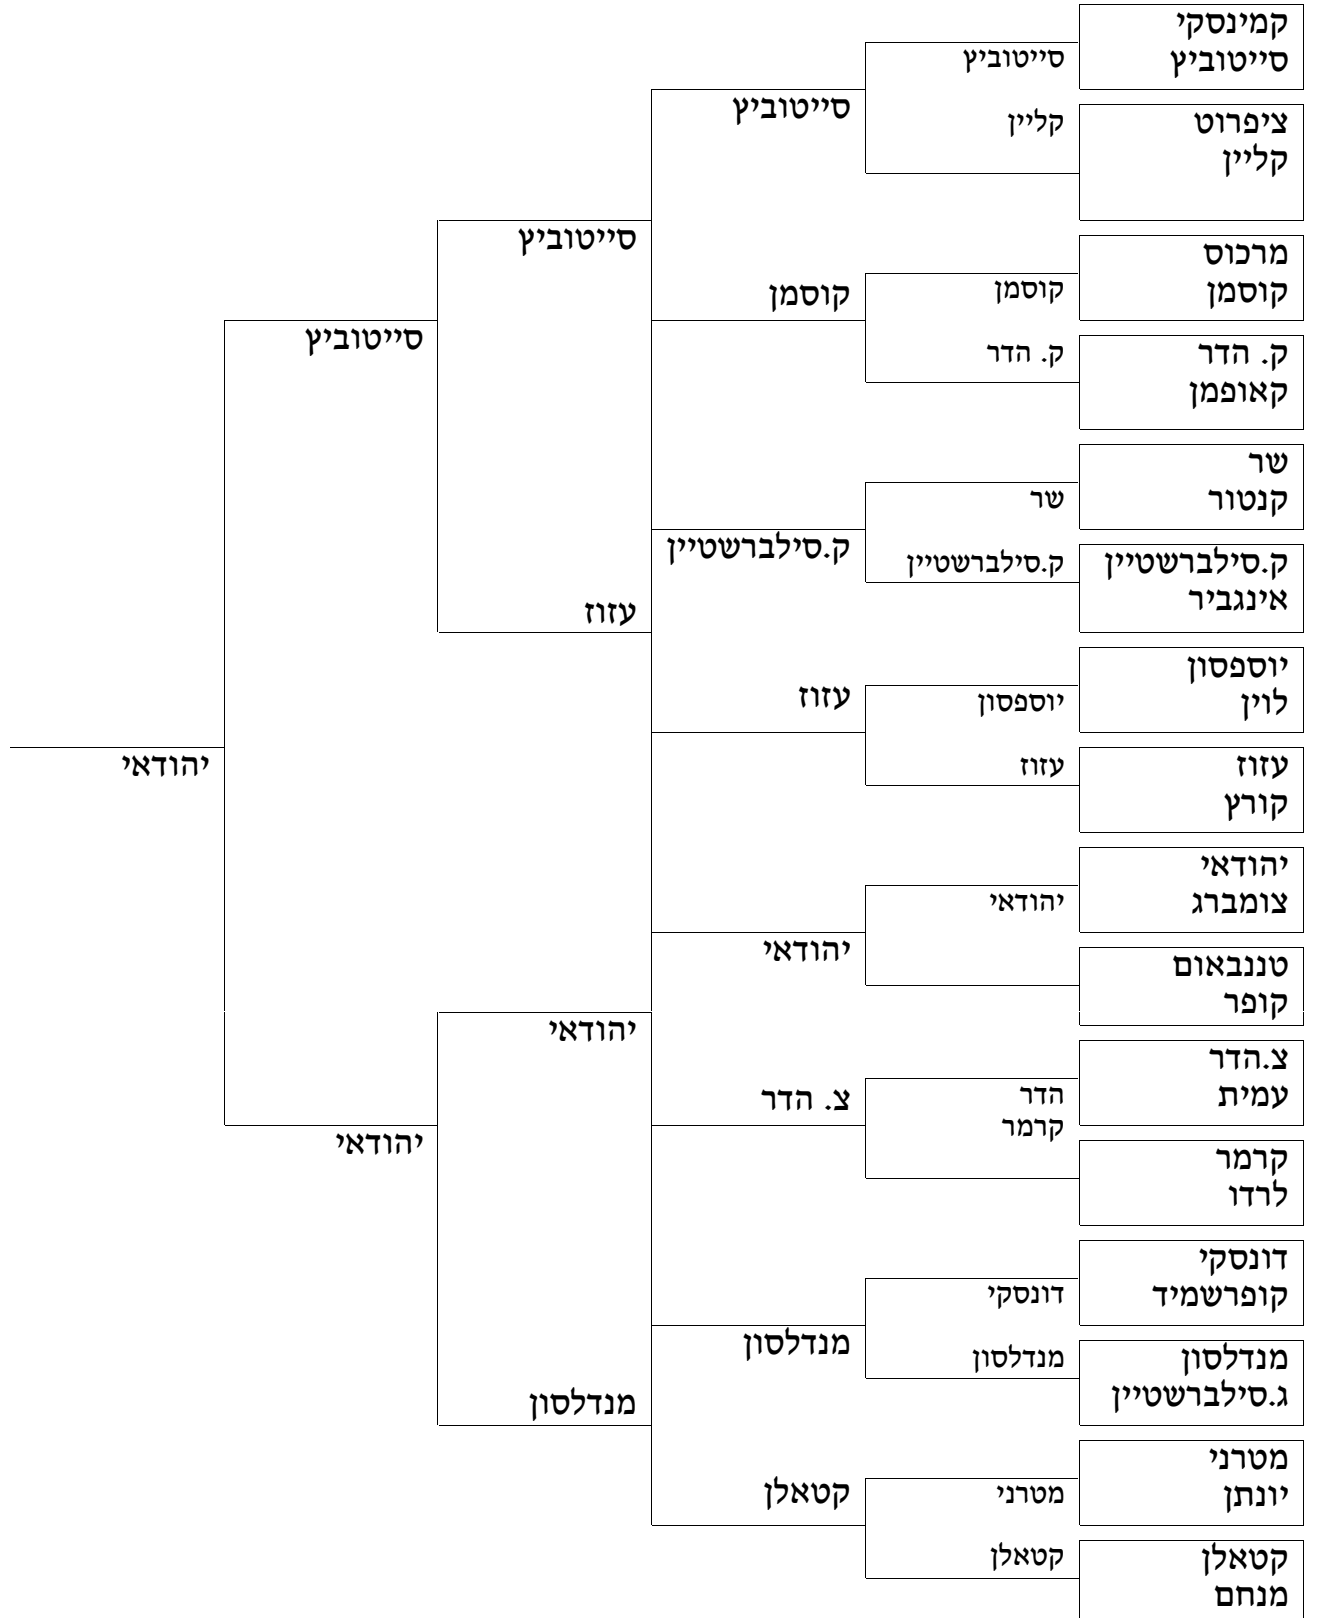 קמינסקי
סייטוביץ
ציפרוט
קליין
מרכוס
קוסמן
ק. הדר
קאופמן
שר
קנטור
ק.סילברשטיין
אינגביר
יוספסון
לוין
עזוז
קורץ
יהודאי
צומברג
טננבאום
קופר
צ.הדר
עמית
קרמר
לרדו
דונסקי
קופרשמיד
מנדלסון
ג.סילברשטיין
מטרני
יונתן
קטאלן
מנחם
סייטוביץ
קליין
קוסמן
ק. הדר
שר
ק.סילברשטיין
יוספסון
עזוז
יהודאי
הדר
קרמר
דונסקי
מנדלסון
מטרני
קטאלן
סייטוביץ
קוסמן
ק.סילברשטיין
עזוז
יהודאי
צ. הדר
מנדלסון
קטאלן
סייטוביץ
עזוז
יהודאי
מנדלסון
סייטוביץ
יהודאי
יהודאי